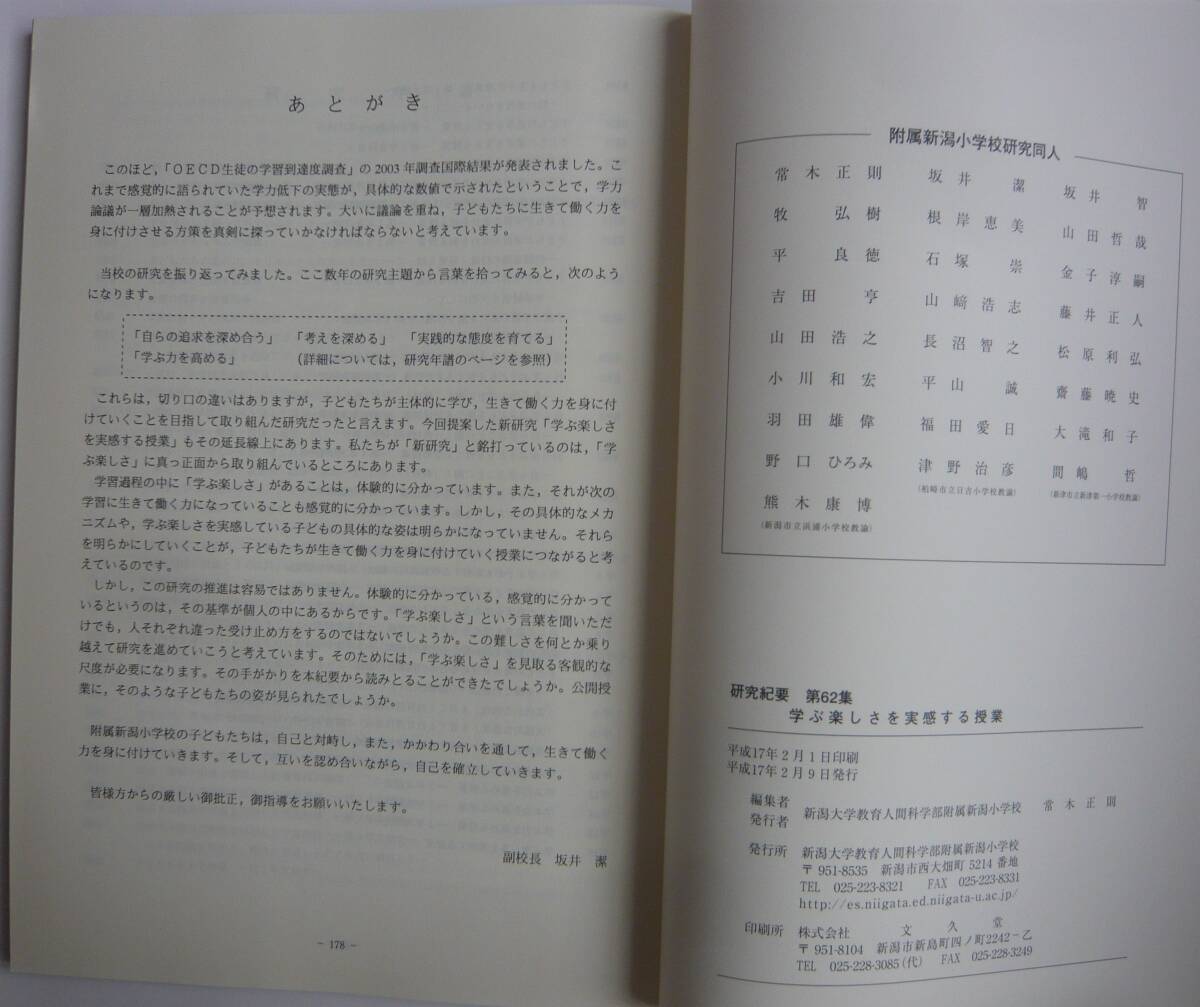 あとがき
このほど，「ＯＥＣＤ生徒の学習到達度調査」の2003年調査国際結果が発表されました。こ
れまで感覚的に語られていた学力低下の実態が，具体的な数値で示されたということで，学力
論議が一層加熱されることが予想されます。大いに議論を重ね，子どもたちに生きて働く力を
身に付けさせる方策を真剣に探っていかなければならないと考えています。
当校の研究を振り返ってみました。ここ数年の研究主題から言葉を拾ってみると，次のよう
になります。
「自らの追求を深め合う」　「考えを深める」　「実践的な態度を育てる」
「学ぶ力を高める」　（詳細については，研究年譜のページを参照）
これらは，切り口の違いはありますが，子どもたちが主体的に学び，生きて働く力を身に付
けていくことを目指して取り組んだ研究だったと言えます。今回提案した新研究「学ぶ楽しさ
を実感する授業」もその延長線上にあります。私たちが「新研究」と銘打っているのは，「学
ぶ楽しさ」に真っ正面から取り組んでいるところにあります。
学習過程の中に「学ぶ楽しさ」があることは，体験的に分かっています。また，それが次の
学習に生きて働く力になっていることも感覚的に分かっています。しかし，その具体的なメカ
ニズムや，学ぶ楽しさを実感している子どもの具体的な姿は明らかになっていません。それら
を明らかにしていくことが，子どもたちが生きて働く力を身に付けていく授業につながると考
えているのです。
しかし，この研究の推進は容易ではありません。体験的に分かっている，感覚的に分かって
いるというのは，その基準が個人の中にあるからです。「学ぶ楽しさ」という言葉を聞いただ
けでも，人それぞれ違った受け止め方をするのではないでしょうか。この難しさを何とか乗り
越えて研究を進めていこうと考えています。そのためには，「学ぶ楽しさ」を見取る客観的な
尺度が必要になります。その手がかりを本紀要から読みとることができたでしょうか。公開授
業に，そのような子どもたちの姿が見られたでしょうか。
附属新潟小学校の子どもたちは，自己と対峙し，また，かかわり合いを通して，生きて働く
力を身に付けていきます。そして，互いを認め合いながら，自己を確立していきます。
皆様方からの厳しい御批正，御指導をお願いいたします。
副校長　坂井　潔
－178－
附属新潟小学校研究同人
常木正則　坂井　潔　坂井　智
牧　弘樹　根岸恵美　山田哲哉
平　良徳　石塚　崇　金子淳嗣
吉田　亨　山﨑浩志　藤井正人
山田浩之　長沼智之　松原利弘
小川和宏　平山　誠　齋藤暁史
羽田雄偉　福田愛日　大滝和子
野口ひろみ　津野治彦　間嶋　哲
（柏崎市立日吉小学校教諭）　（新津市立新津第一小学校教諭）
熊木康博
（新潟市立浜浦小学校教諭）
研究紀要　第62集
学ぶ楽しさを実感する授業
平成17年2月1日印刷
平成17年2月9日発行
編集者
発行者　新潟大学教育人間科学部附属新潟小学校　常木正則
発行所　新潟大学教育人間科学部附属新潟小学校
〒951-8535　新潟市西大畑町5214番地
TEL　025-223-8321　FAX　025-223-8331
http://es.niigata.ed.niigata-u.ac.jp/
印刷所　株式会社　文久堂
〒951-8104　新潟市新島町四ノ町2242－乙
TEL　025-228-3085（代）　FAX　025-228-3249